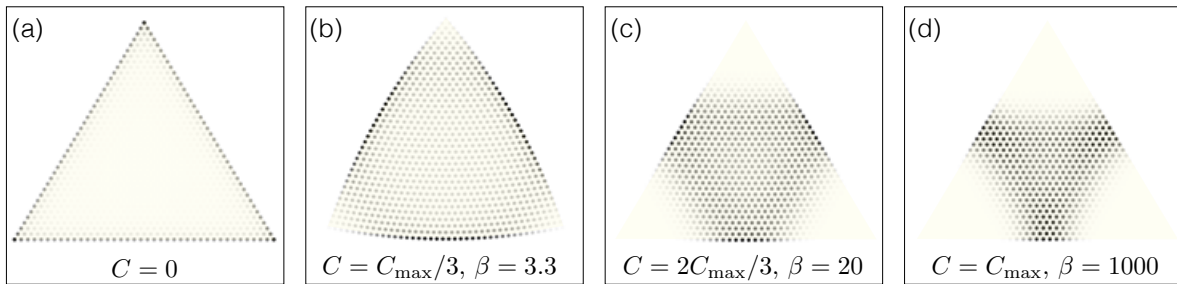 (a) (b) (c) (d)
C = 0 C = C_max/3, β = 3.3 C = 2C_max/3, β = 20 C = C_max, β = 1000